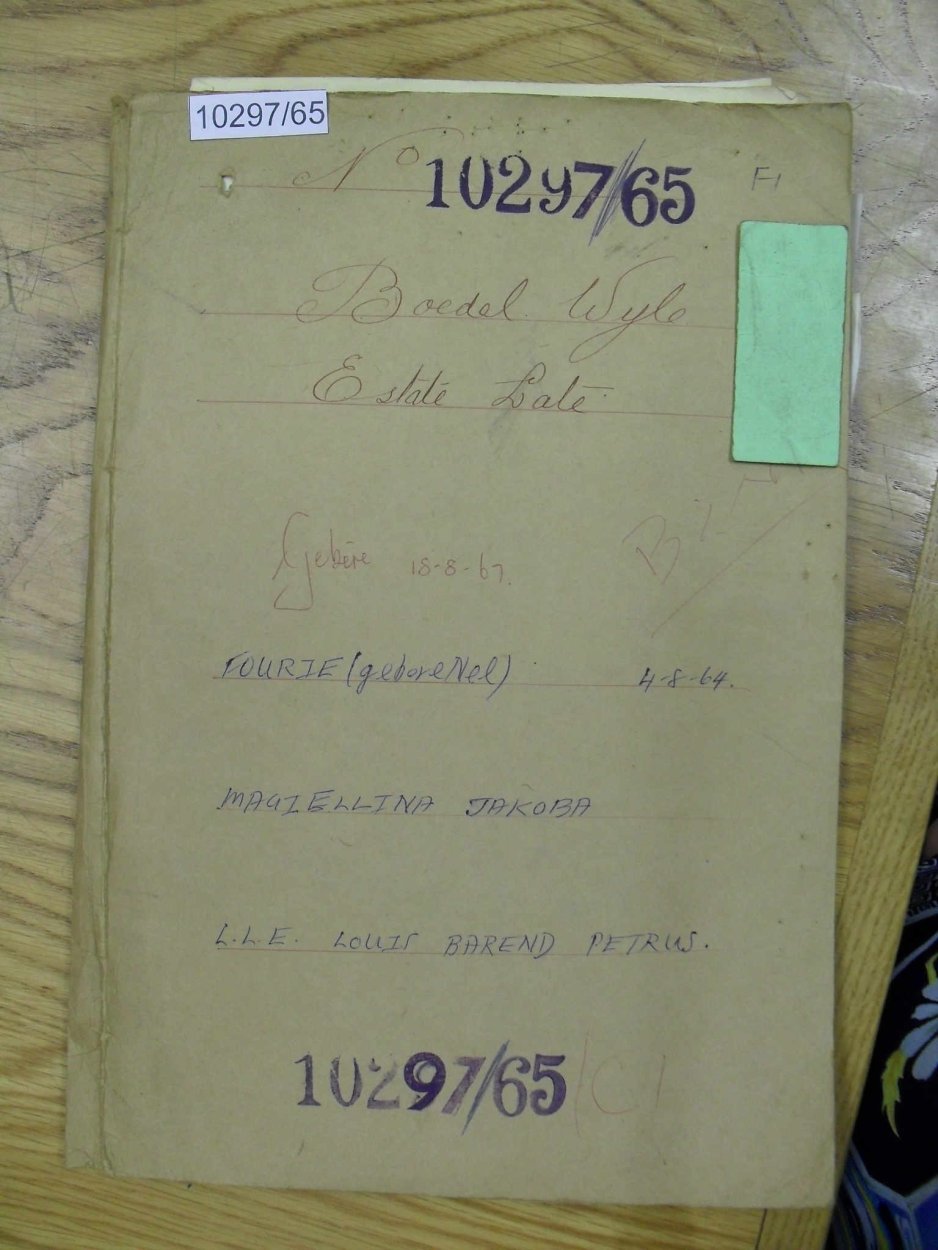 10297/65
No 10297/65 F1
Boedel Wyle
Estate Late
18-8-67.
FOURIE (gebore Nel) 4-8-64.
MAGIELLINA JAKOBA
L.L.E. LOUIS BAREND PETRUS.
10297/65